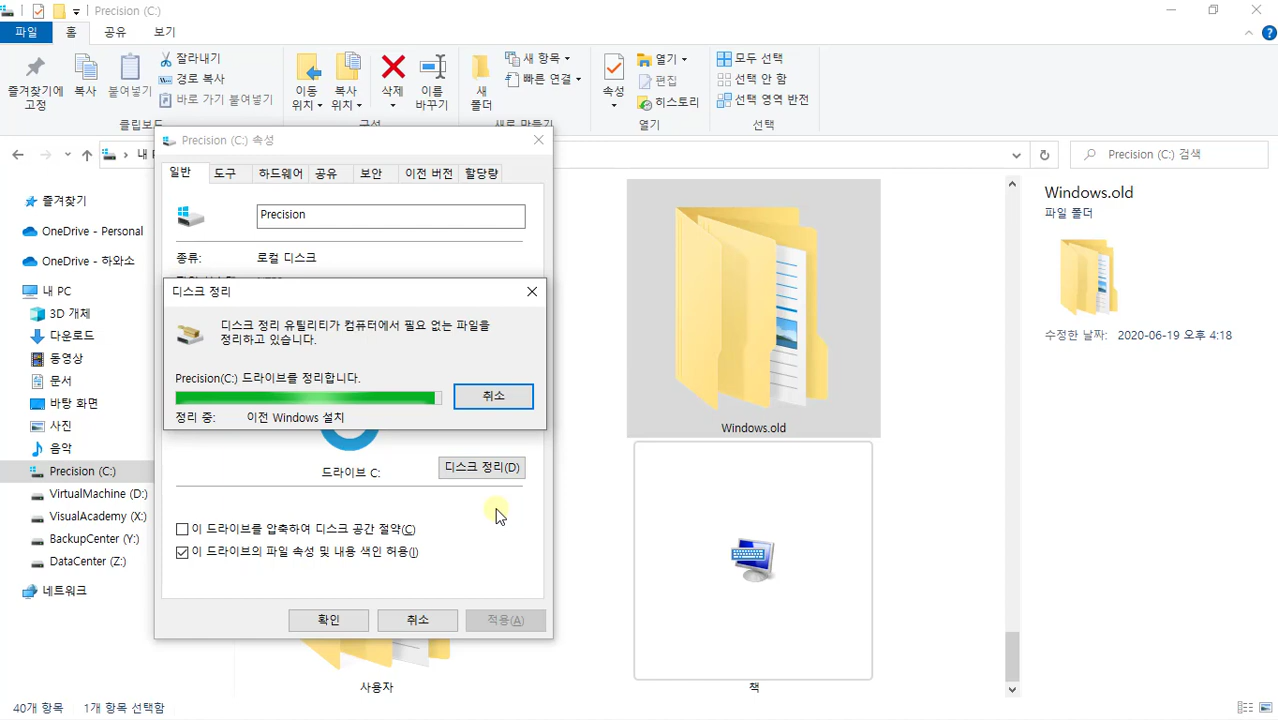 Precision (C:)
파일
홈
공유
보기
즐겨찾기에
고정
복사
붙여넣기
잘라내기
경로 복사
바로 가기 붙여넣기
이동
위치
복사
위치
삭제
이름
바꾸기
새
폴더
새 항목
빠른 연결
속성
열기
편집
히스토리
모두 선택
선택 안 함
선택 영역 반전
열기
선택
Precision (C:) 검색
즐겨찾기
OneDrive - Personal
OneDrive - 하와소
내 PC
3D 개체
다운로드
동영상
문서
바탕 화면
사진
음악
Precision (C:)
VirtualMachine (D:)
VisualAcademy (X:)
BackupCenter (Y:)
DataCenter (Z:)
네트워크
Precision (C:) 속성
일반
도구
하드웨어
공유
보안
이전 버전
할당량
Precision
종류:
로컬 디스크
디스크 정리
디스크 정리 유틸리티가 컴퓨터에서 필요 없는 파일을
정리하고 있습니다.
Precision(C:) 드라이브를 정리합니다.
취소
정리 중:
이전 Windows 설치
드라이브 C:
디스크 정리(D)
이 드라이브를 압축하여 디스크 공간 절약(C)
이 드라이브의 파일 속성 및 내용 색인 허용(I)
확인
취소
적용(A)
Windows.old
사용자
책
Windows.old
파일 폴더
수정한 날짜:
2020-06-19 오후 4:18
40개 항목
1개 항목 선택함